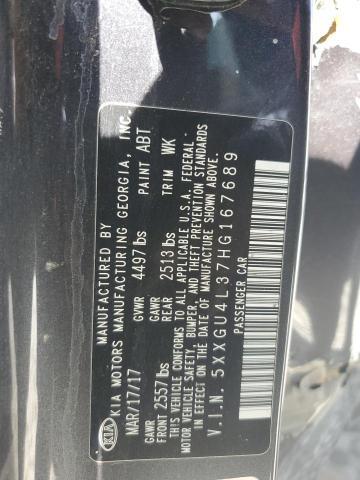 KIA
MANUFACTURED BY
KIA MOTORS MANUFACTURING GEORGIA, INC.
MAR/17/17 GVWR 4497 lbs PAINT ABT
GAWR FRONT 2557 lbs GAWR REAR 2513 lbs TRIM WK
THIS VEHICLE CONFORMS TO ALL APPLICABLE U.S.A. FEDERAL
MOTOR VEHICLE SAFETY, BUMPER, AND THEFT PREVENTION STANDARDS
IN EFFECT ON THE DATE OF MANUFACTURE SHOWN ABOVE.
V.I.N. 5XXGU4L37HG167689
PASSENGER CAR